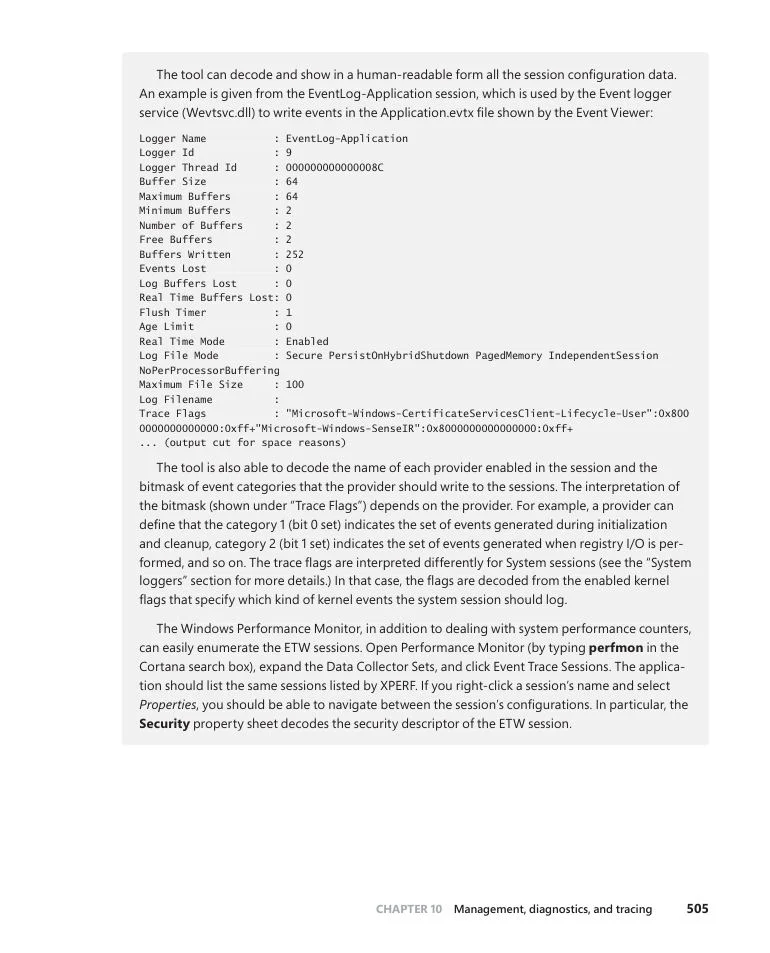 The tool can decode and show in a human-readable form all the session configuration data.
An example is given from the EventLog-Application session, which is used by the Event logger
service (Wevtsvc.dll) to write events in the Application.evtx file shown by the Event Viewer:
Logger Name           : EventLog-Application
Logger Id             : 9
Logger Thread Id      : 000000000000008C
Buffer Size           : 64
Maximum Buffers       : 64
Minimum Buffers       : 2
Number of Buffers     : 2
Free Buffers          : 2
Buffers Written       : 252
Events Lost           : 0
Log Buffers Lost      : 0
Real Time Buffers Lost: 0
Flush Timer           : 1
Age Limit             : 0
Real Time Mode        : Enabled
Log File Mode         : Secure PersistOnHybridShutdown PagedMemory IndependentSession
NoPerProcessorBuffering
Maximum File Size     : 100
Log Filename          :
Trace Flags           : "Microsoft-Windows-CertificateServicesClient-Lifecycle-User":0x800
0000000000000:0xff+"Microsoft-Windows-SenseIR":0x8000000000000000:0xff+
... (output cut for space reasons)
The tool is also able to decode the name of each provider enabled in the session and the
bitmask of event categories that the provider should write to the sessions. The interpretation of
the bitmask (shown under “Trace Flags”) depends on the provider. For example, a provider can
define that the category 1 (bit 0 set) indicates the set of events generated during initialization
and cleanup, category 2 (bit 1 set) indicates the set of events generated when registry I/O is per-
formed, and so on. The trace flags are interpreted differently for System sessions (see the “System
loggers” section for more details.) In that case, the flags are decoded from the enabled kernel
flags that specify which kind of kernel events the system session should log.
The Windows Performance Monitor, in addition to dealing with system performance counters,
can easily enumerate the ETW sessions. Open Performance Monitor (by typing perfmon in the
Cortana search box), expand the Data Collector Sets, and click Event Trace Sessions. The applica-
tion should list the same sessions listed by XPERF. If you right-click a session’s name and select
Properties, you should be able to navigate between the session’s configurations. In particular, the
Security property sheet decodes the security descriptor of the ETW session.
CHAPTER 10 Management, diagnostics, and tracing 505